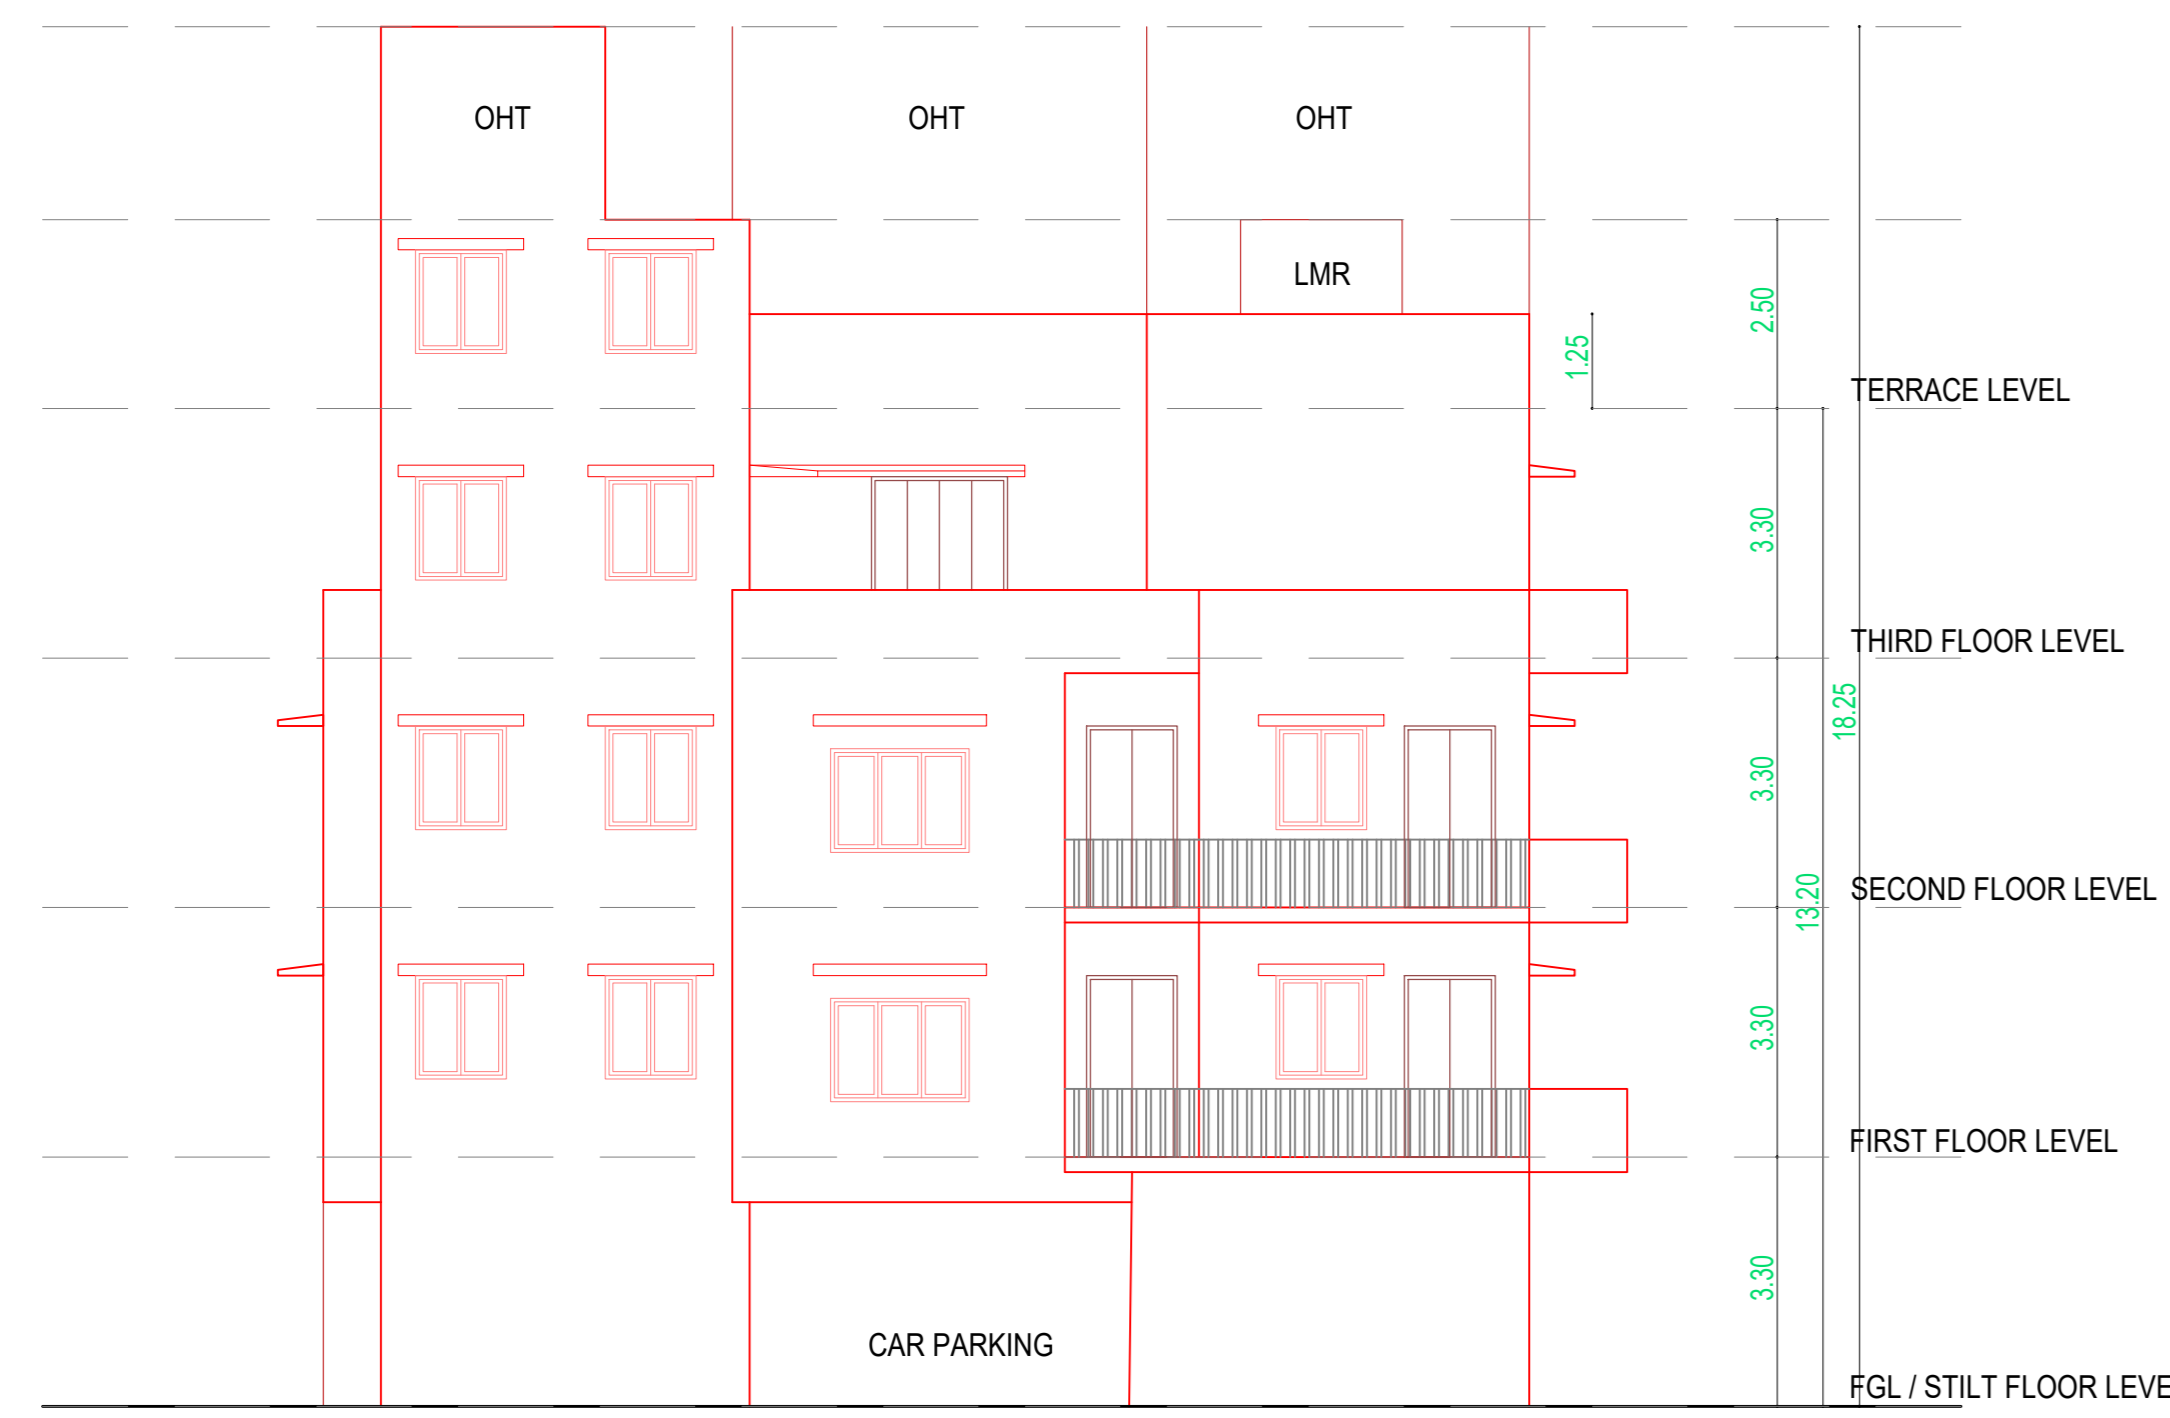 OHT
OHT
OHT
LMR
2.50
1.25
TERRACE LEVEL
3.30
THIRD FLOOR LEVEL
18.25
3.30
13.20
SECOND FLOOR LEVEL
3.30
FIRST FLOOR LEVEL
3.30
CAR PARKING
FGL / STILT FLOOR LEVE